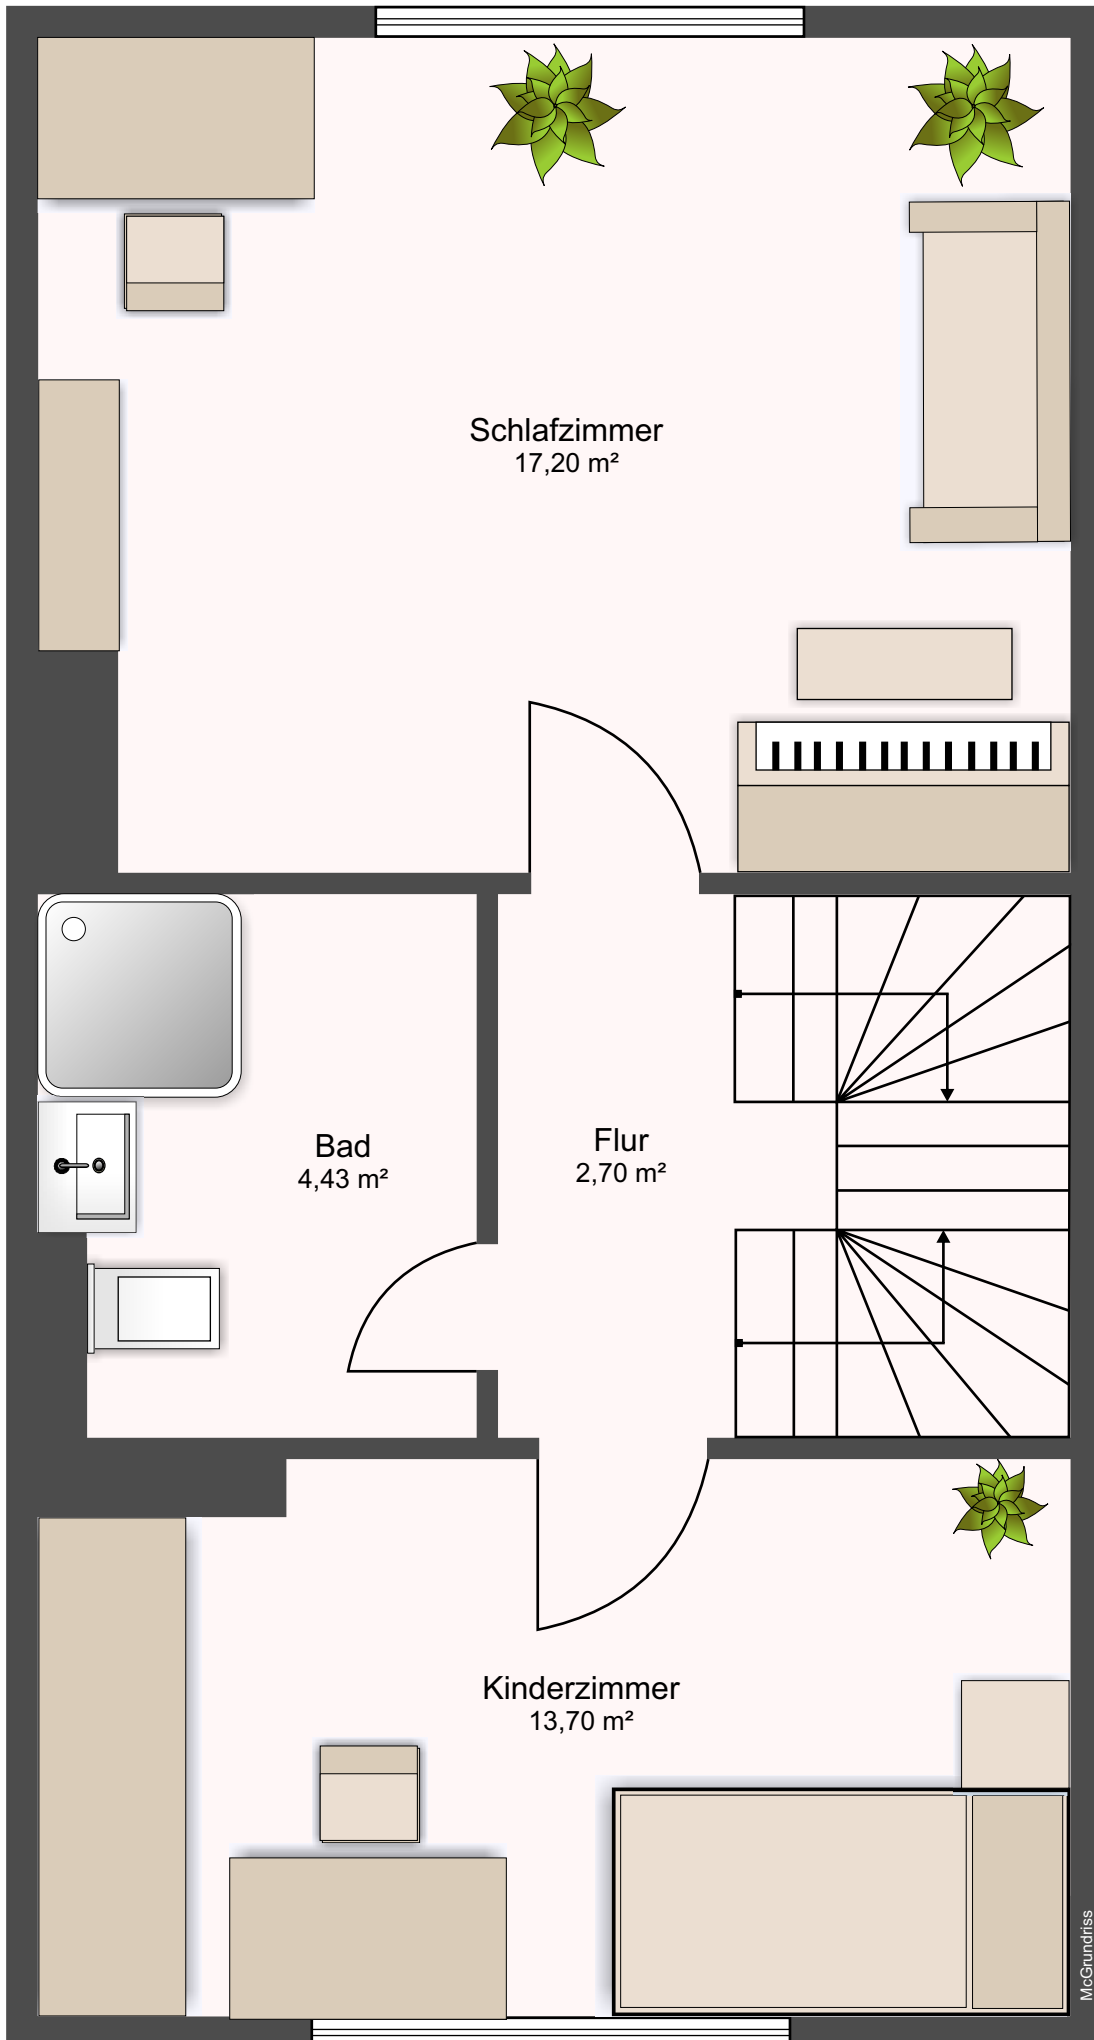 Schlafzimmer
17,20 m²
Bad
4,43 m²
Flur
2,70 m²
Kinderzimmer
13,70 m²
McGrundriss